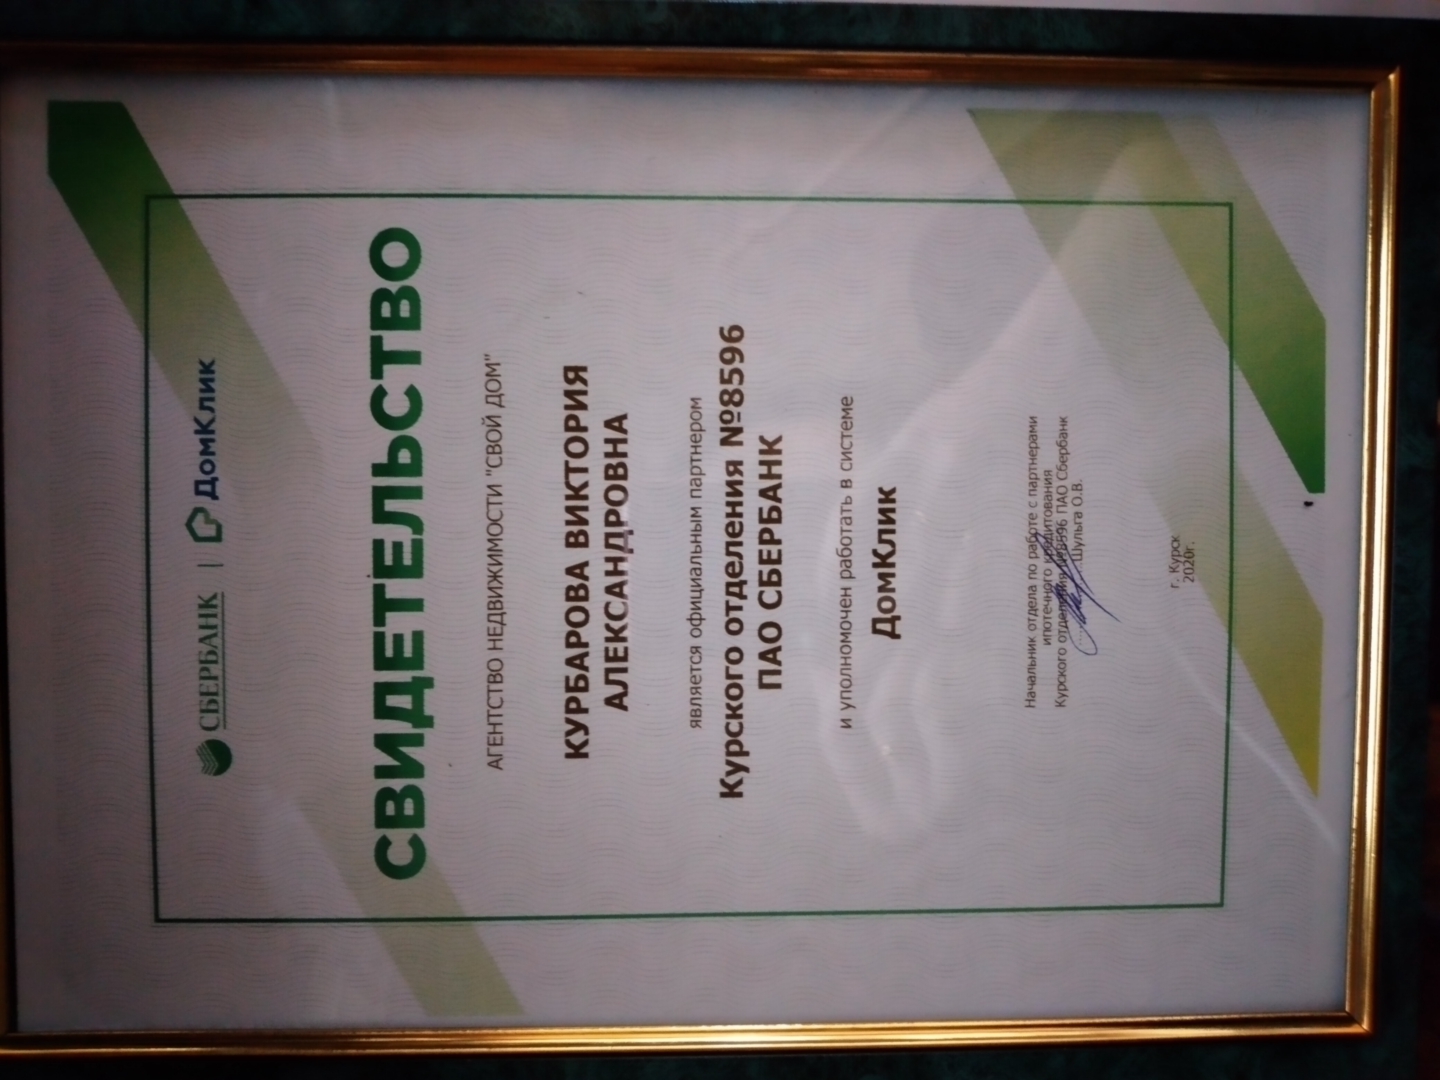 СБЕРБАНК | ДомКлик
СВИДЕТЕЛЬСТВО
АГЕНТСТВО НЕДВИЖИМОСТИ "СВОЙ ДОМ"
КУРБАРОВА ВИКТОРИЯ
АЛЕКСАНДРОВНА
является официальным партнером
Курского отделения №8596
ПАО СБЕРБАНК
и уполномочен работать в системе
ДомКлик
Начальник отдела по работе с партнерами
ипотечного кредитования
Курского отделения №8596 ПАО Сбербанк
Шульга О.В.
г. Курск
2020г.